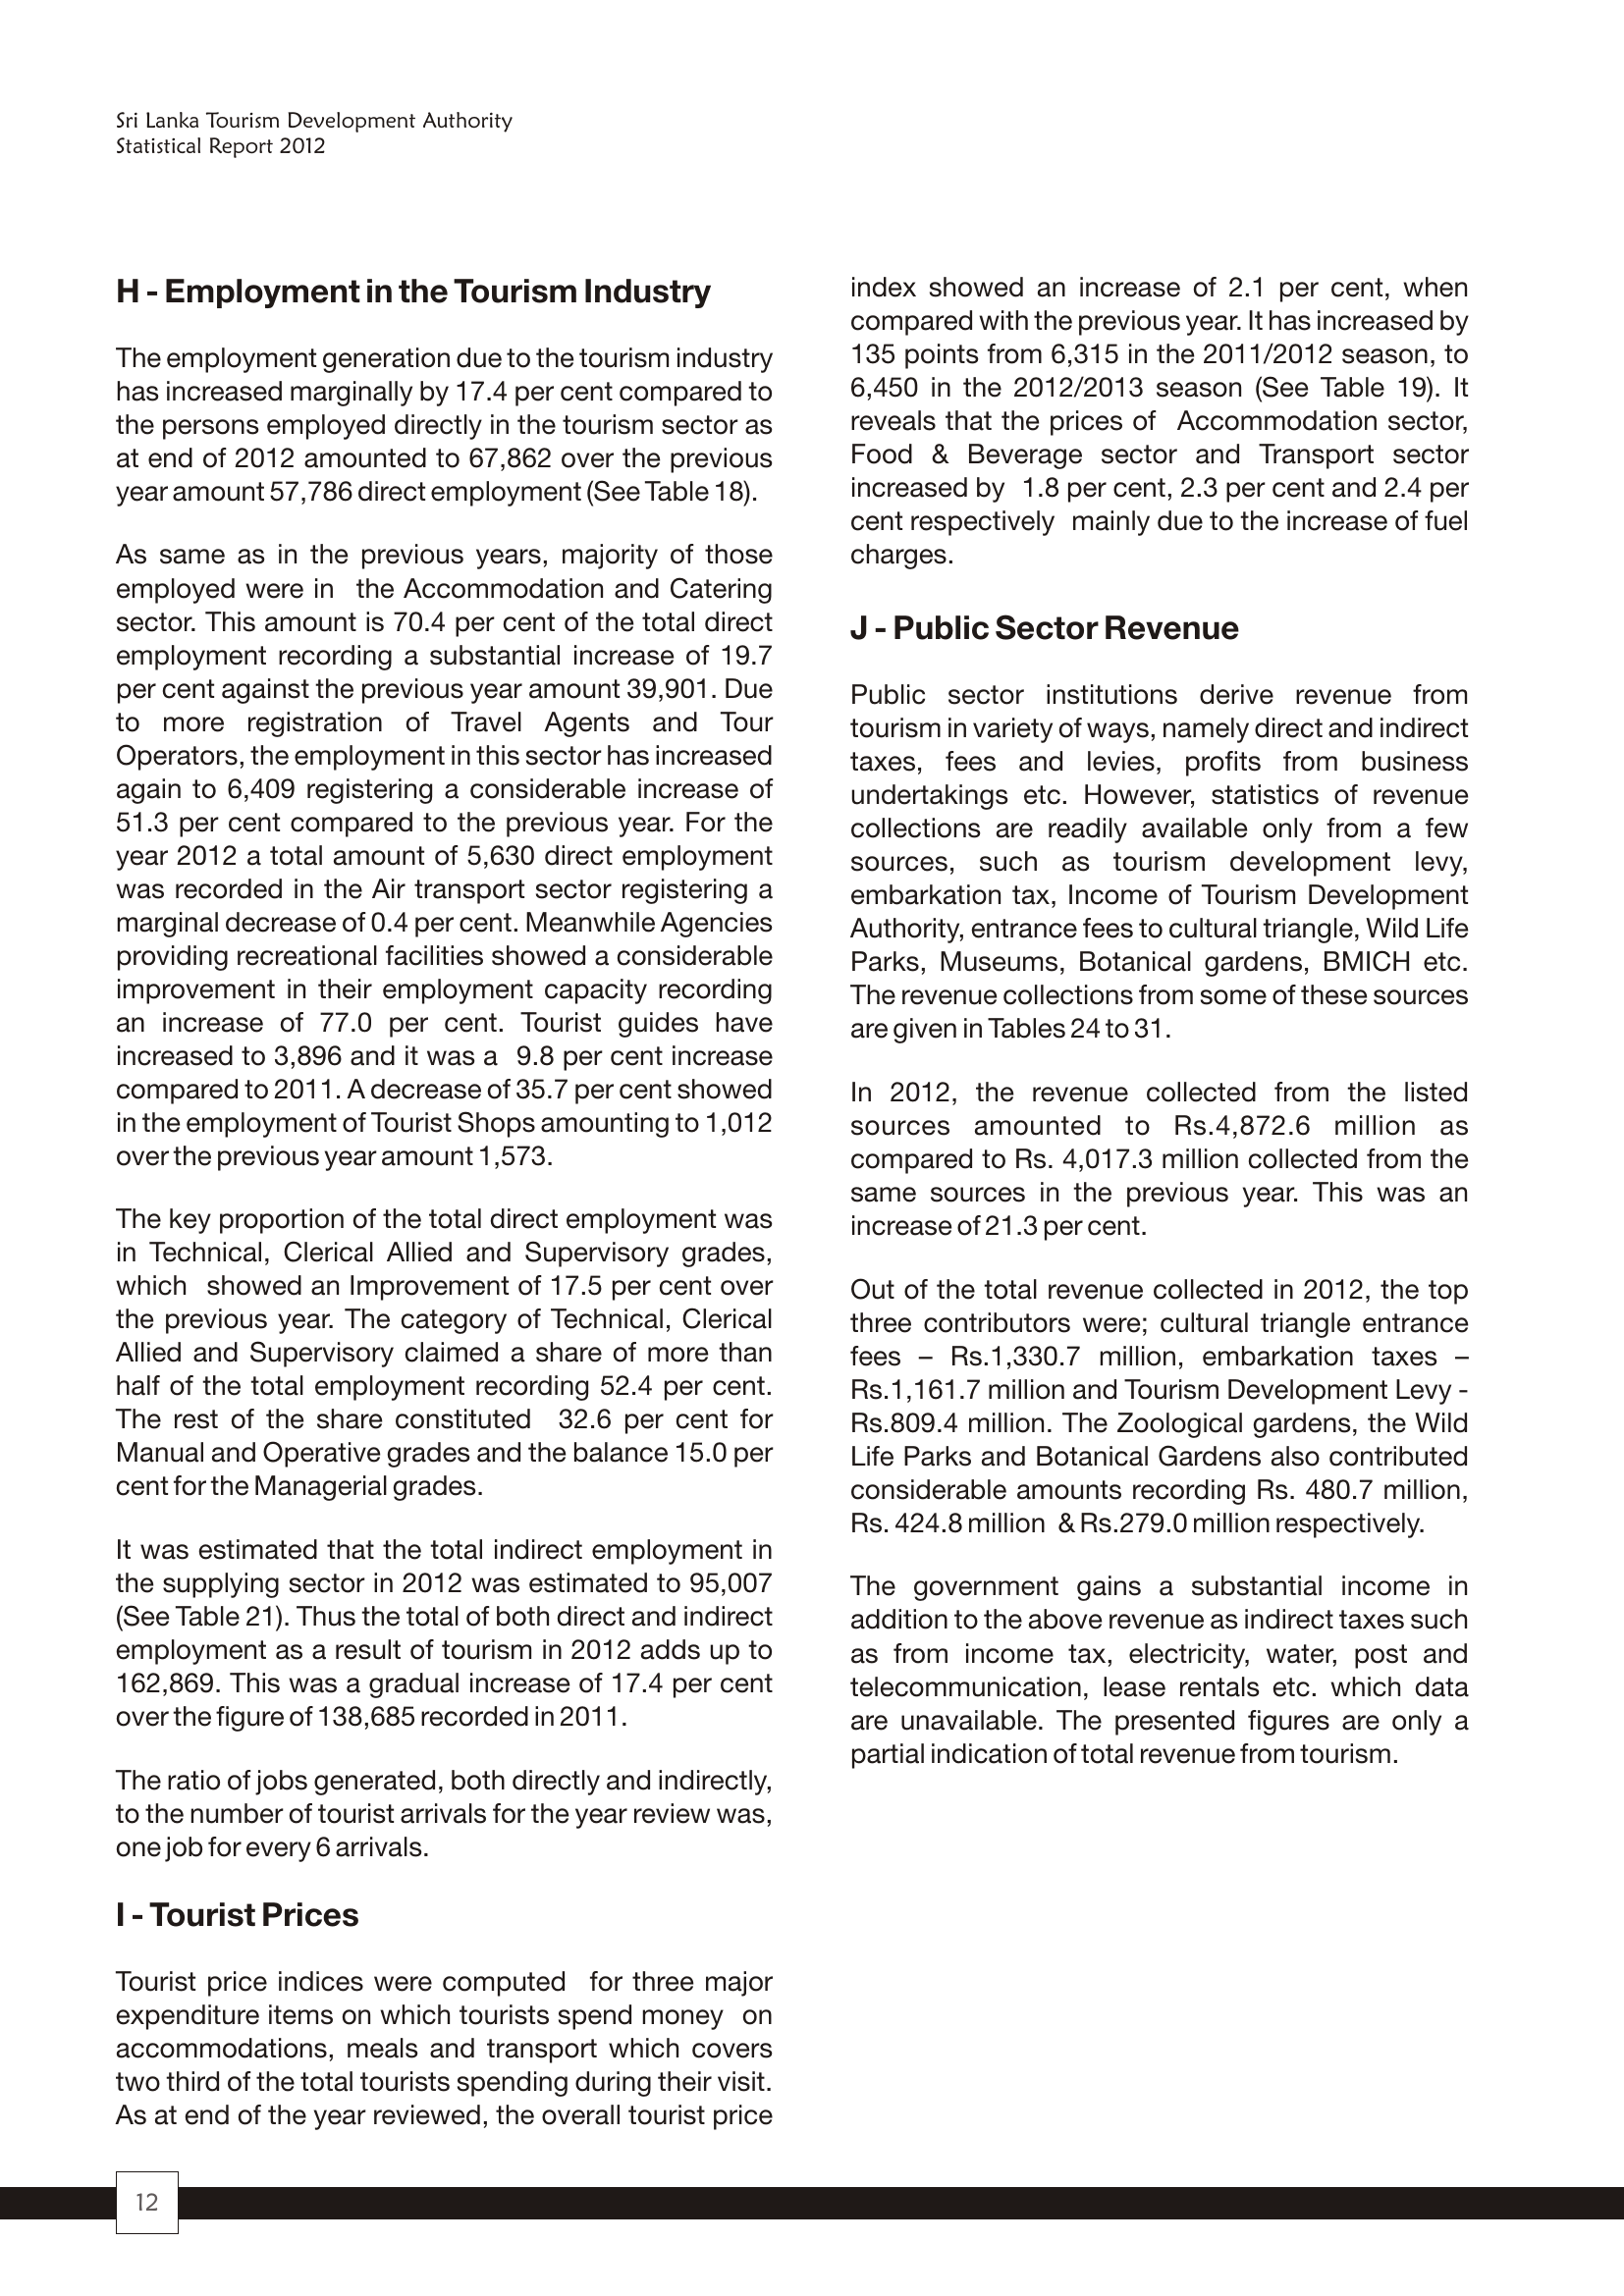 Sri Lanka Tourism Development Authority
Statistical Report 2012
H - Employment in the Tourism Industry
The employment generation due to the tourism industry
has increased marginally by 17.4 per cent compared to
the persons employed directly in the tourism sector as
at end of 2012 amounted to 67,862 over the previous
year amount 57,786 direct employment (See Table 18).
As same as in the previous years, majority of those
employed were in the Accommodation and Catering
sector. This amount is 70.4 per cent of the total direct
employment recording a substantial increase of 19.7
per cent against the previous year amount 39,901. Due
to more registration of Travel Agents and Tour
Operators, the employment in this sector has increased
again to 6,409 registering a considerable increase of
51.3 per cent compared to the previous year. For the
year 2012 a total amount of 5,630 direct employment
was recorded in the Air transport sector registering a
marginal decrease of 0.4 per cent. Meanwhile Agencies
providing recreational facilities showed a considerable
improvement in their employment capacity recording
an increase of 77.0 per cent. Tourist guides have
increased to 3,896 and it was a 9.8 per cent increase
compared to 2011. A decrease of 35.7 per cent showed
in the employment of Tourist Shops amounting to 1,012
over the previous year amount 1,573.
The key proportion of the total direct employment was
in Technical, Clerical Allied and Supervisory grades,
which showed an Improvement of 17.5 per cent over
the previous year. The category of Technical, Clerical
Allied and Supervisory claimed a share of more than
half of the total employment recording 52.4 per cent.
The rest of the share constituted 32.6 per cent for
Manual and Operative grades and the balance 15.0 per
cent for the Managerial grades.
It was estimated that the total indirect employment in
the supplying sector in 2012 was estimated to 95,007
(See Table 21). Thus the total of both direct and indirect
employment as a result of tourism in 2012 adds up to
162,869. This was a gradual increase of 17.4 per cent
over the figure of 138,685 recorded in 2011.
The ratio of jobs generated, both directly and indirectly,
to the number of tourist arrivals for the year review was,
one job for every 6 arrivals.
I - Tourist Prices
Tourist price indices were computed for three major
expenditure items on which tourists spend money on
accommodations, meals and transport which covers
two third of the total tourists spending during their visit.
As at end of the year reviewed, the overall tourist price
index showed an increase of 2.1 per cent, when
compared with the previous year. It has increased by
135 points from 6,315 in the 2011/2012 season, to
6,450 in the 2012/2013 season (See Table 19). It
reveals that the prices of Accommodation sector,
Food & Beverage sector and Transport sector
increased by 1.8 per cent, 2.3 per cent and 2.4 per
cent respectively mainly due to the increase of fuel
charges.
J - Public Sector Revenue
Public sector institutions derive revenue from
tourism in variety of ways, namely direct and indirect
taxes, fees and levies, profits from business
undertakings etc. However, statistics of revenue
collections are readily available only from a few
sources, such as tourism development levy,
embarkation tax, Income of Tourism Development
Authority, entrance fees to cultural triangle, Wild Life
Parks, Museums, Botanical gardens, BMICH etc.
The revenue collections from some of these sources
are given in Tables 24 to 31.
In 2012, the revenue collected from the listed
sources amounted to Rs.4,872.6 million as
compared to Rs. 4,017.3 million collected from the
same sources in the previous year. This was an
increase of 21.3 per cent.
Out of the total revenue collected in 2012, the top
three contributors were; cultural triangle entrance
fees – Rs.1,330.7 million, embarkation taxes –
Rs.1,161.7 million and Tourism Development Levy -
Rs.809.4 million. The Zoological gardens, the Wild
Life Parks and Botanical Gardens also contributed
considerable amounts recording Rs. 480.7 million,
Rs. 424.8 million & Rs.279.0 million respectively.
The government gains a substantial income in
addition to the above revenue as indirect taxes such
as from income tax, electricity, water, post and
telecommunication, lease rentals etc. which data
are unavailable. The presented figures are only a
partial indication of total revenue from tourism.
12